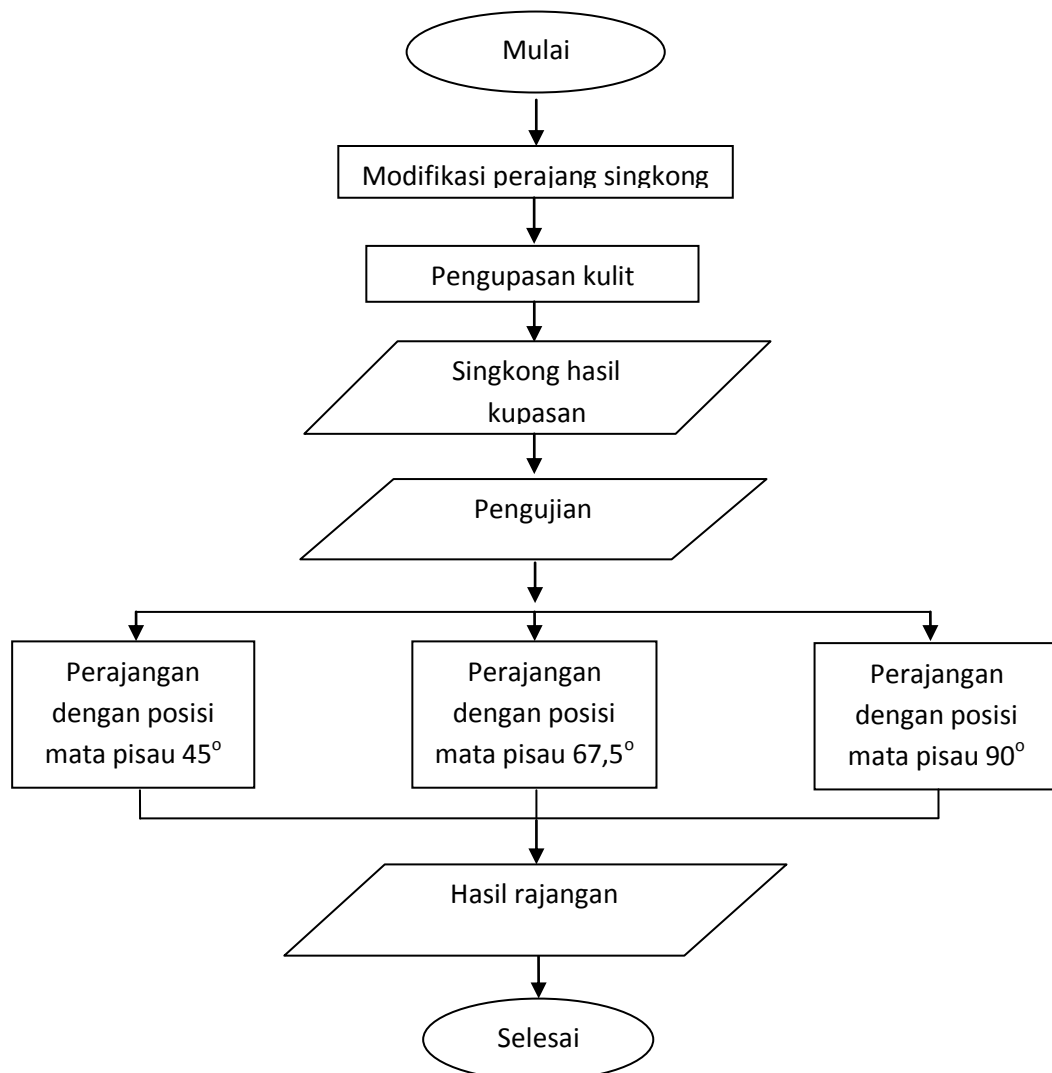 Mulai
Modifikasi perajang singkong
Pengupasan kulit
Singkong hasil
kupasan
Pengujian
Perajangan
dengan posisi
mata pisau 45°
Perajangan
dengan posisi
mata pisau 67,5°
Perajangan
dengan posisi
mata pisau 90°
Hasil rajangan
Selesai